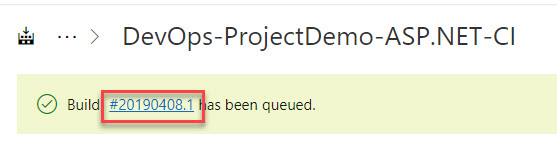 ... > DevOps-ProjectDemo-ASP.NET-CI
Build #20190408.1 has been queued.